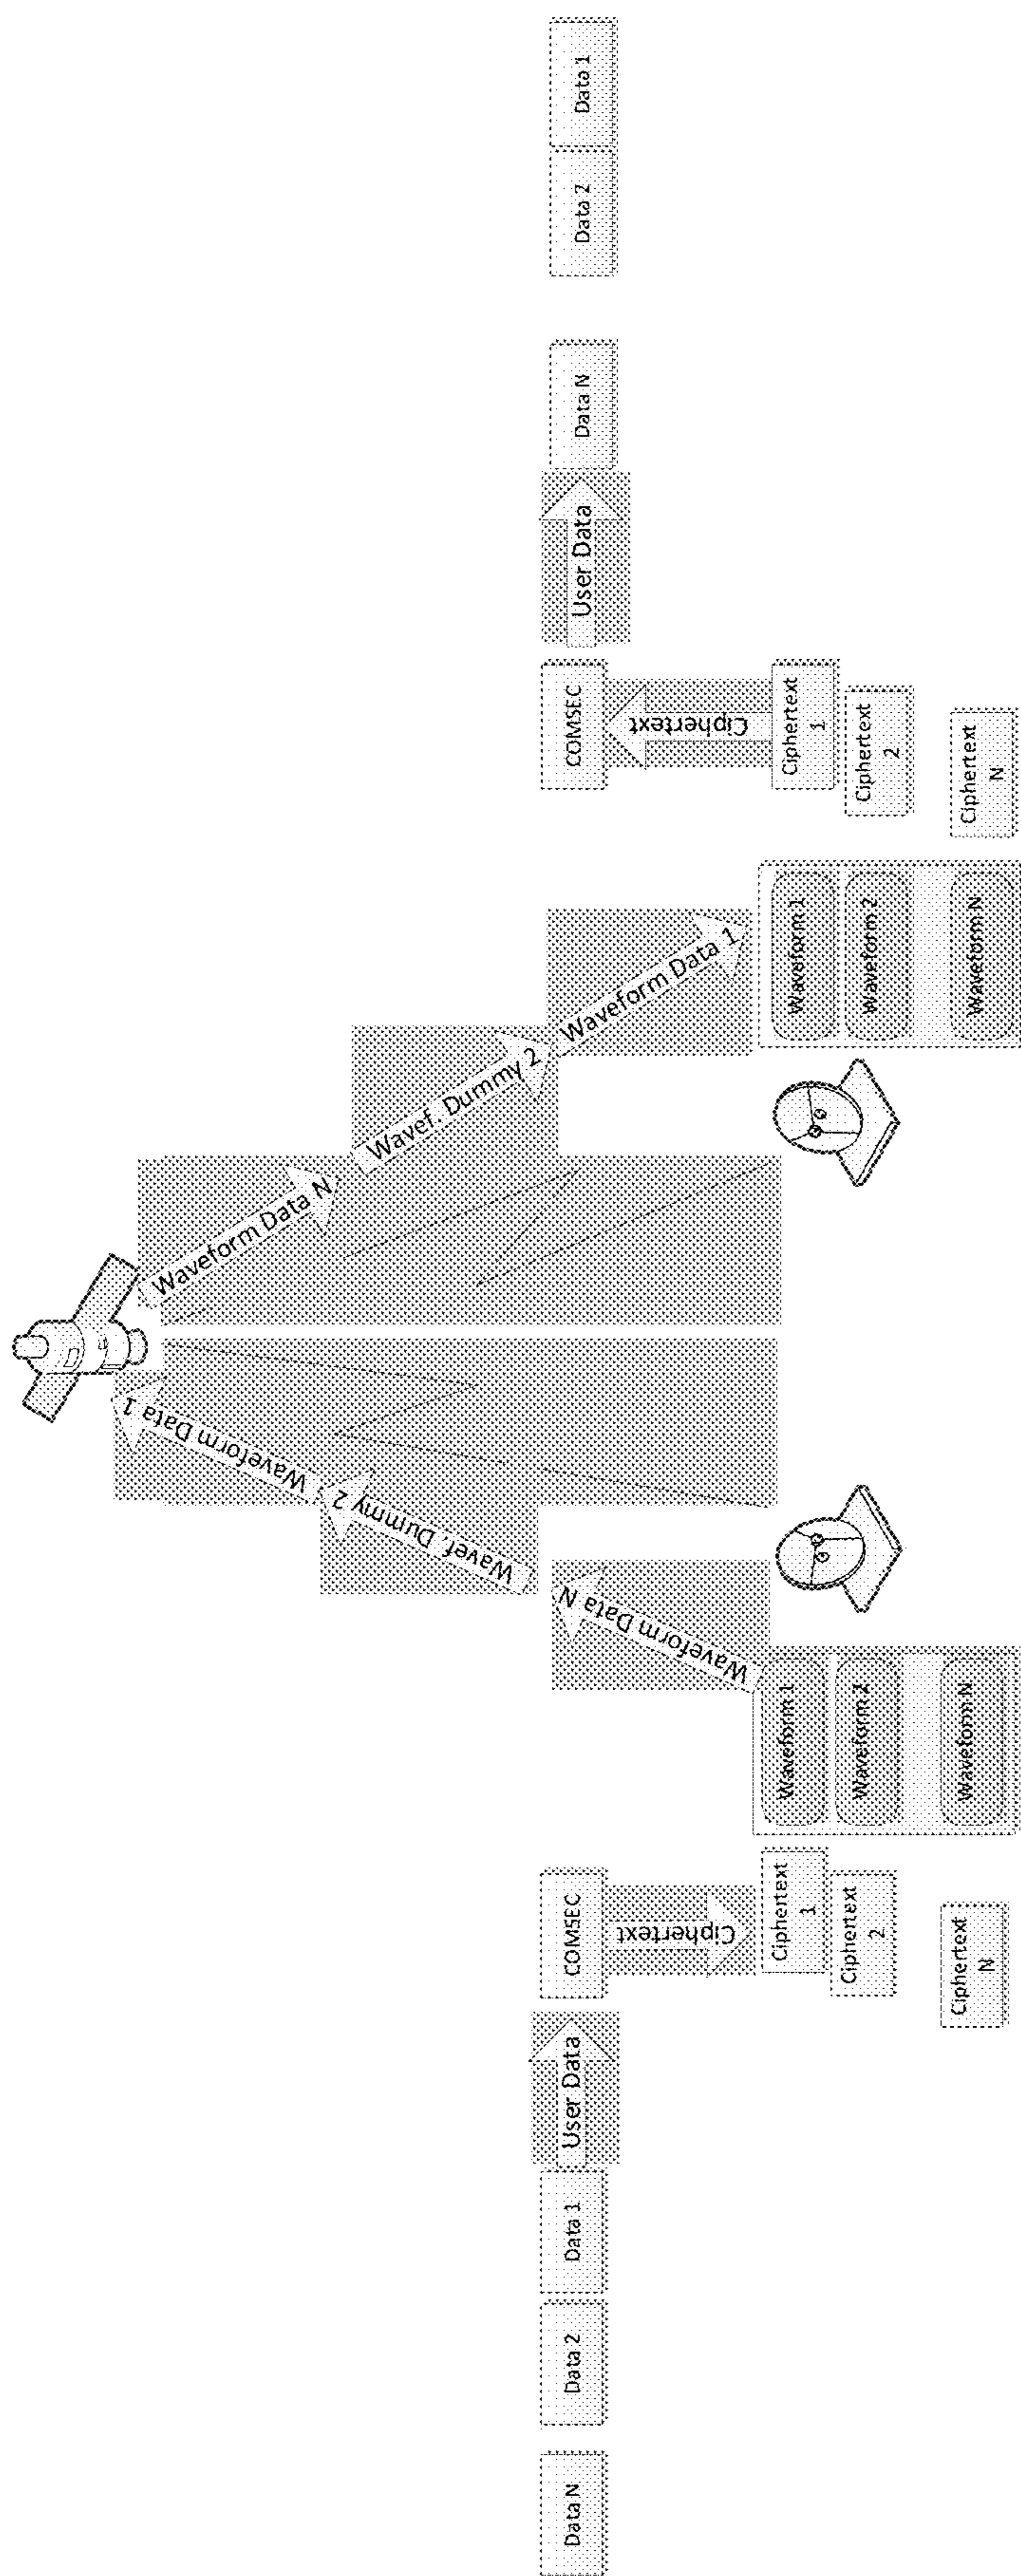 Data N
Data 2
Data 1
User Data
COMSEC
Ciphertext
Ciphertext
1
Ciphertext
2
Ciphertext
N
Waveform 1
Waveform 2
Waveform N
Waveform Data N
Wavef. Dummy 2
Waveform Data 1
Waveform Data N
Wavef. Dummy 2
Waveform Data 1
Waveform 1
Waveform 2
Waveform N
Ciphertext
1
Ciphertext
2
Ciphertext
N
Ciphertext
COMSEC
User Data
Data N
Data 2
Data 1